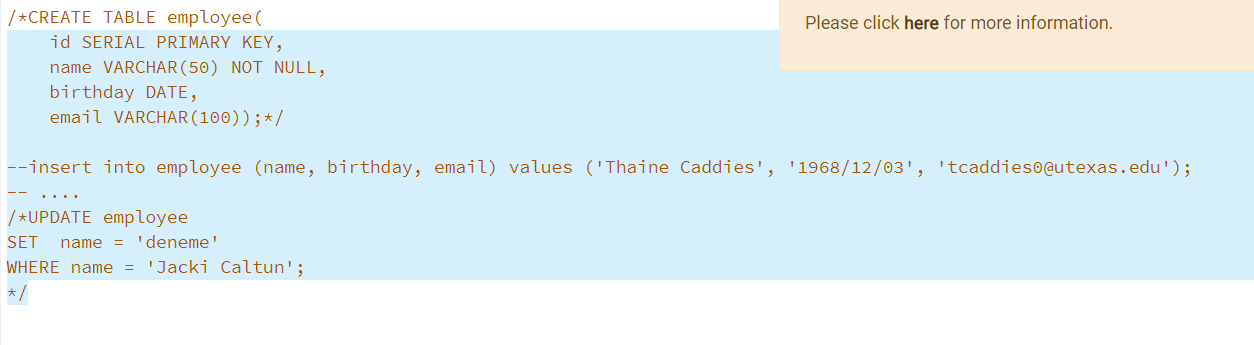 /*CREATE TABLE employee(
    id SERIAL PRIMARY KEY,
    name VARCHAR(50) NOT NULL,
    birthday DATE,
    email VARCHAR(100));*/
--insert into employee (name, birthday, email) values ('Thaine Caddies', '1968/12/03', 'tcaddies0@utexas.edu');
-- ....
/*UPDATE employee
SET  name = 'deneme'
WHERE name = 'Jacki Caltun';
*/
Please click here for more information.